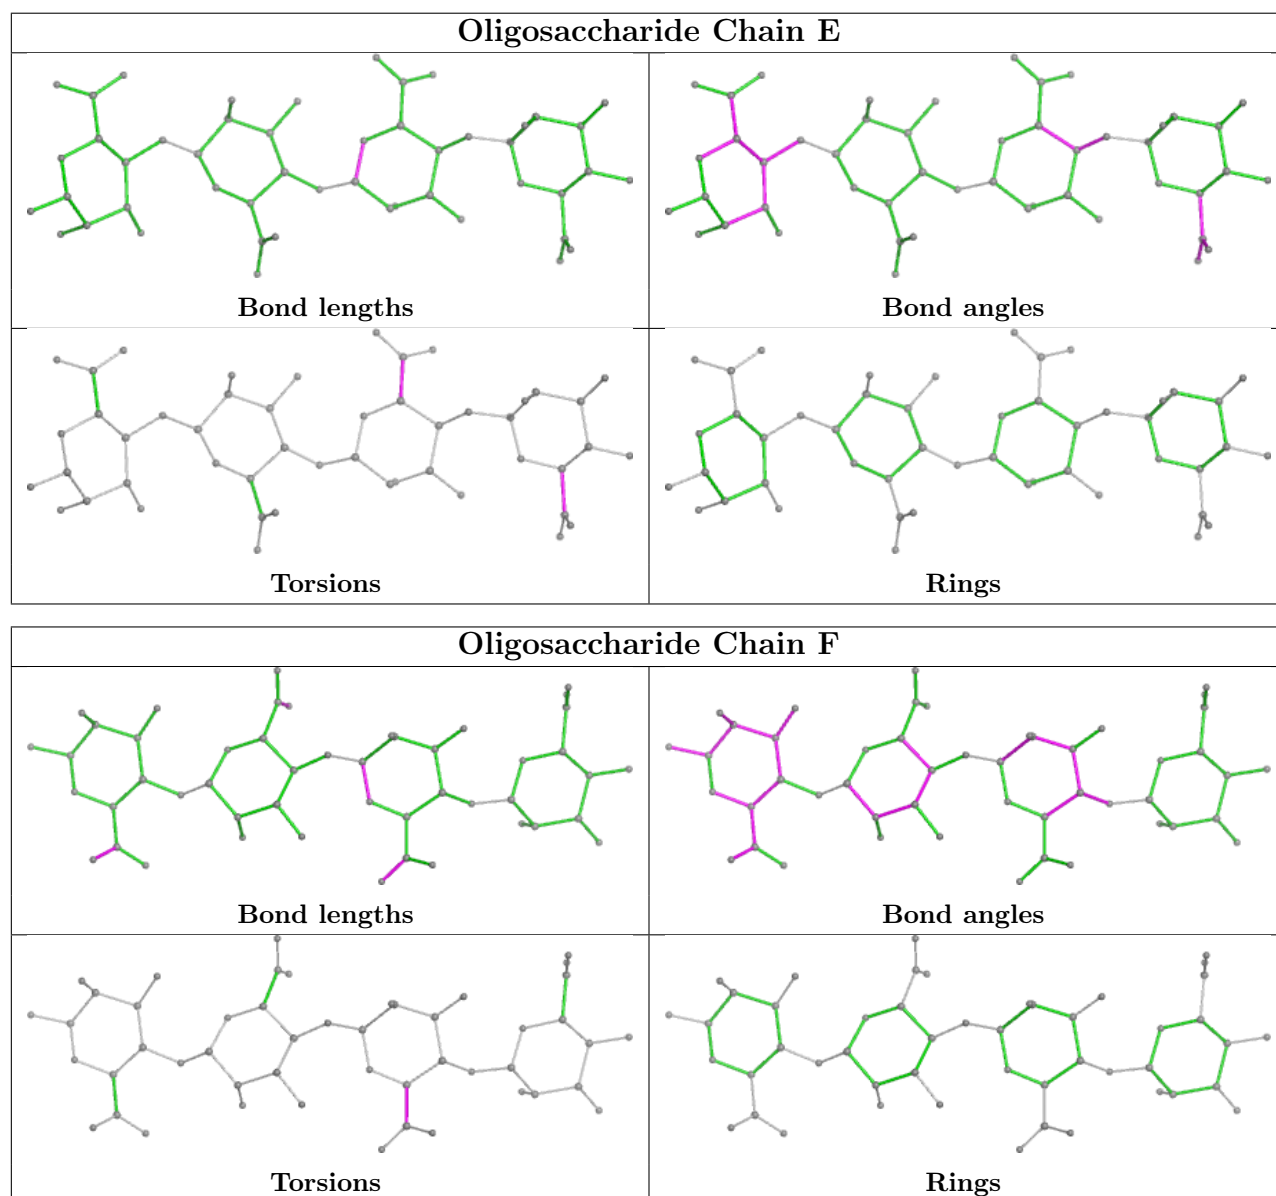 Oligosaccharide Chain E
Bond lengths
Bond angles
Torsions
Rings
Oligosaccharide Chain F
Bond lengths
Bond angles
Torsions
Rings